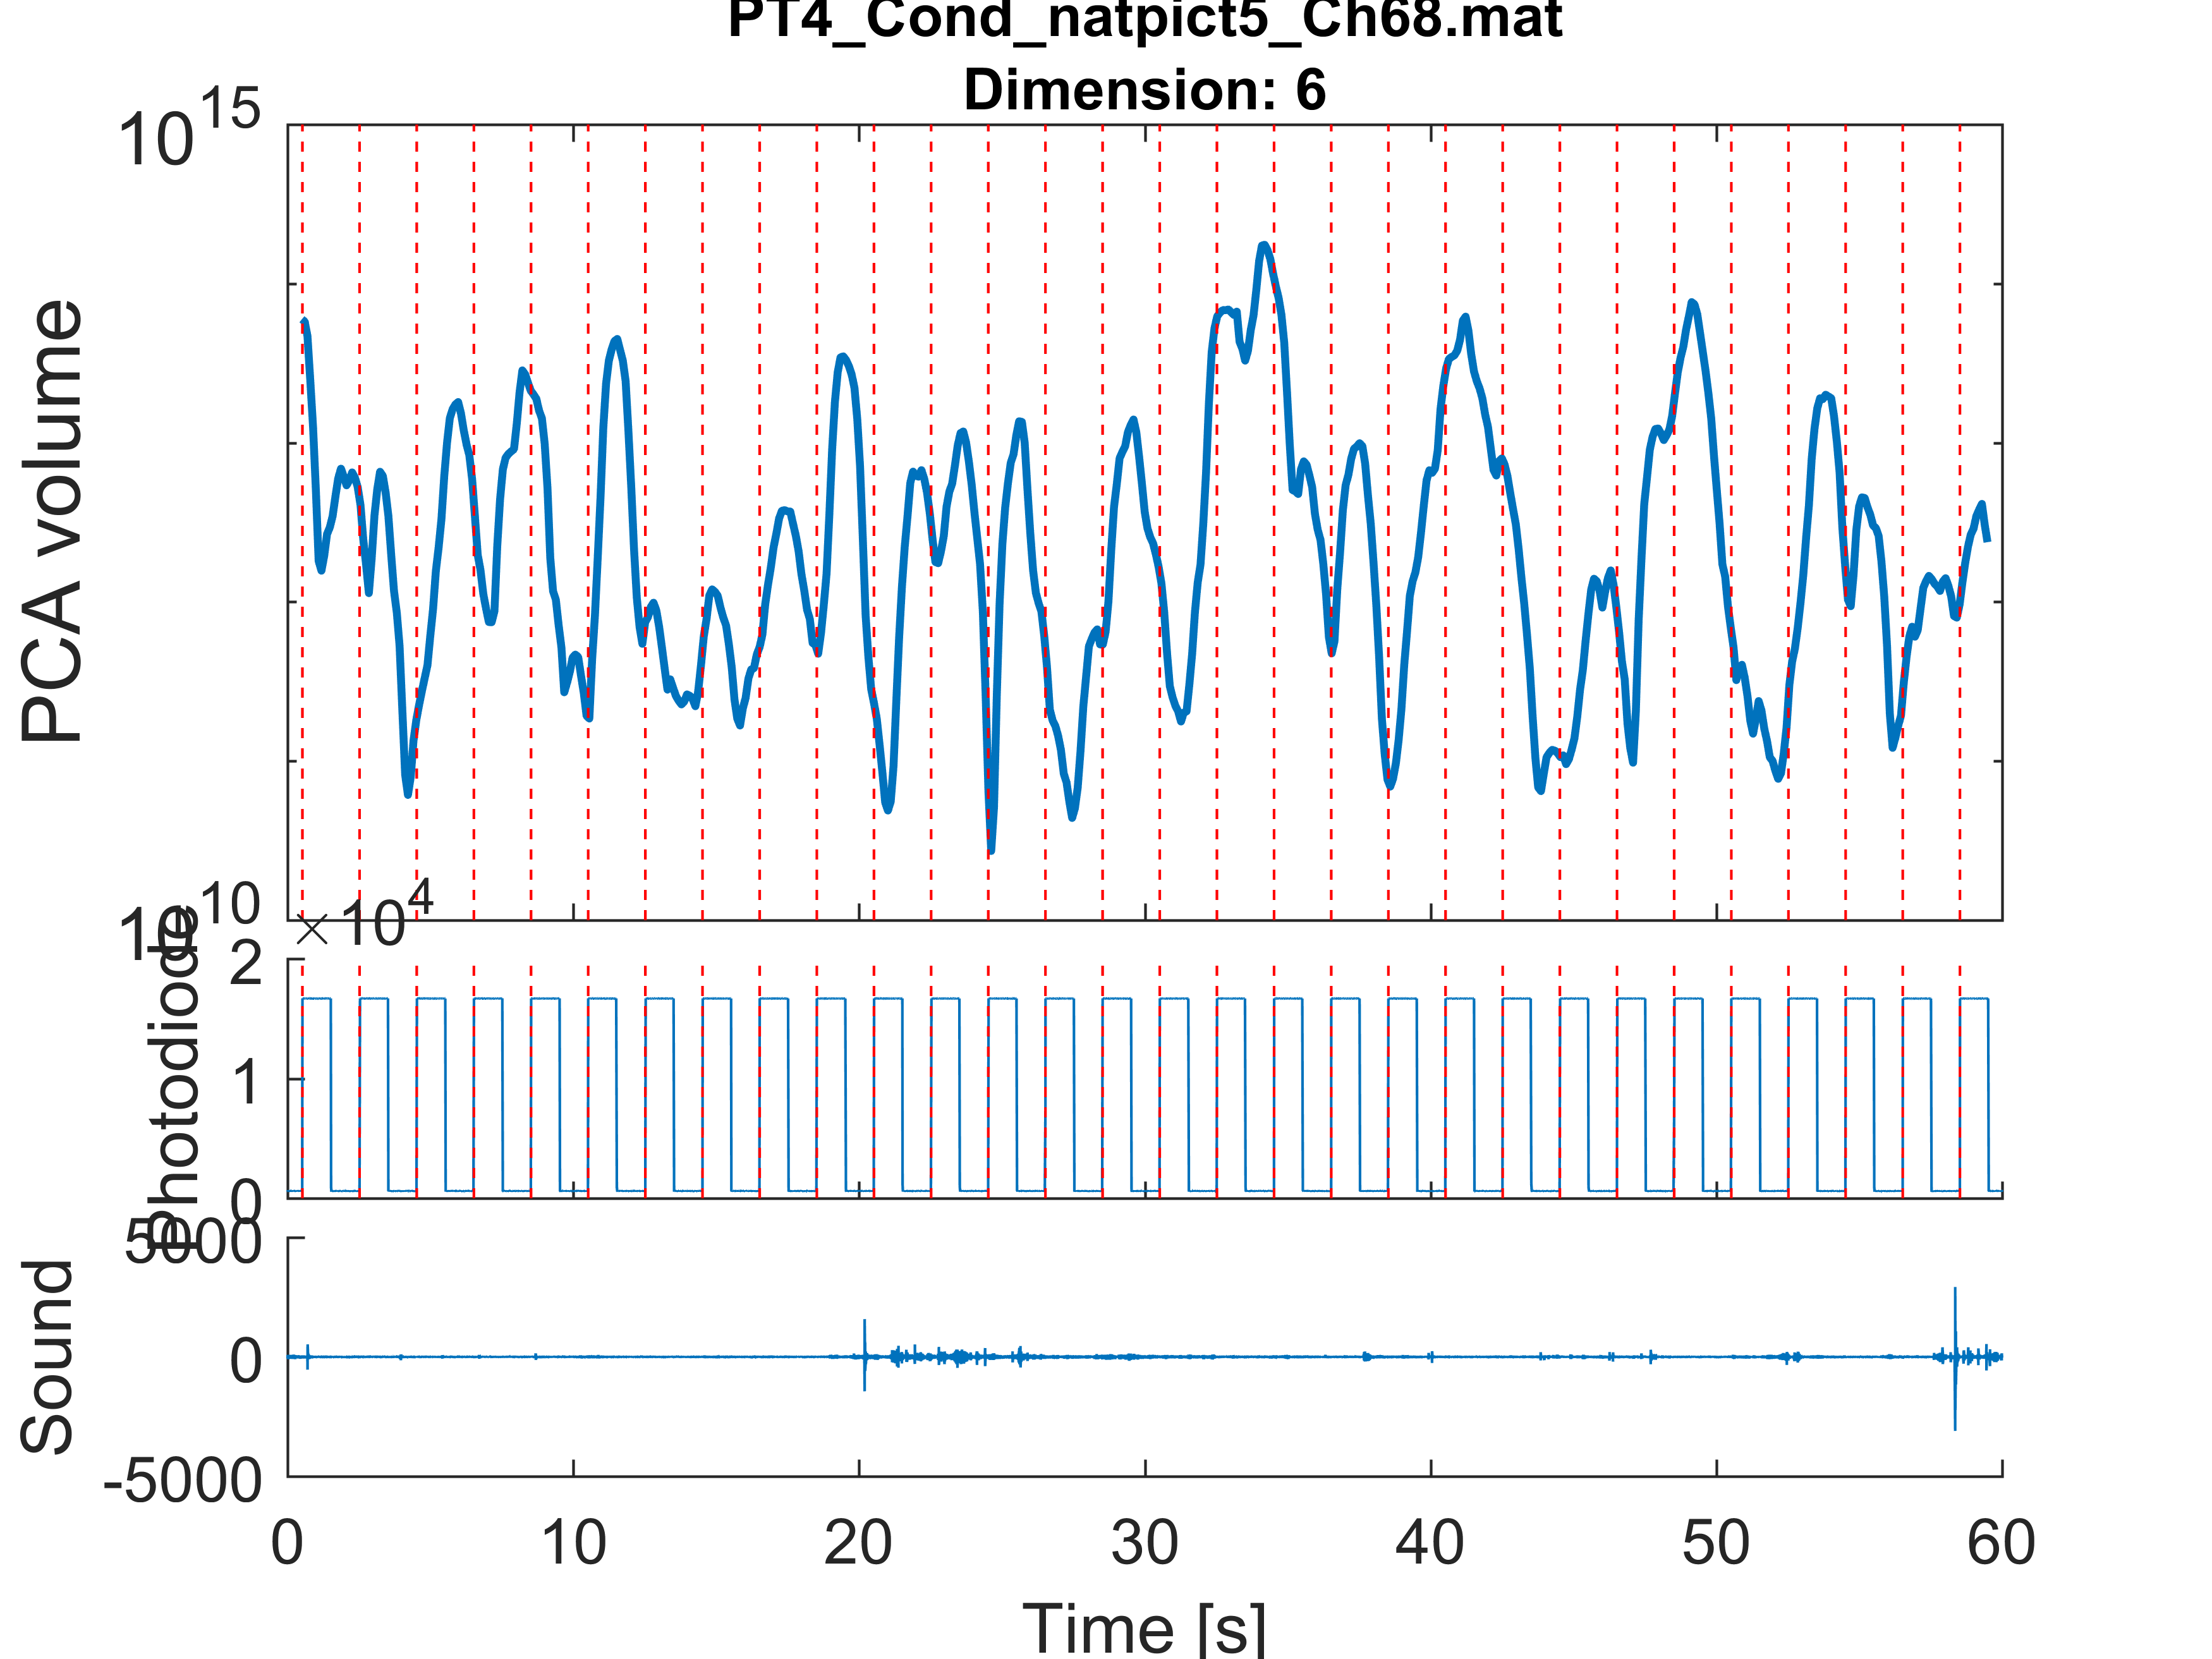 PT4_Cond_natpict5_Ch68.mat
Dimension: 6
10^15
PCA volume
10^10
×10^4
2
1
0
Photodiode
5000
0
-5000
Sound
0 10 20 30 40 50 60
Time [s]